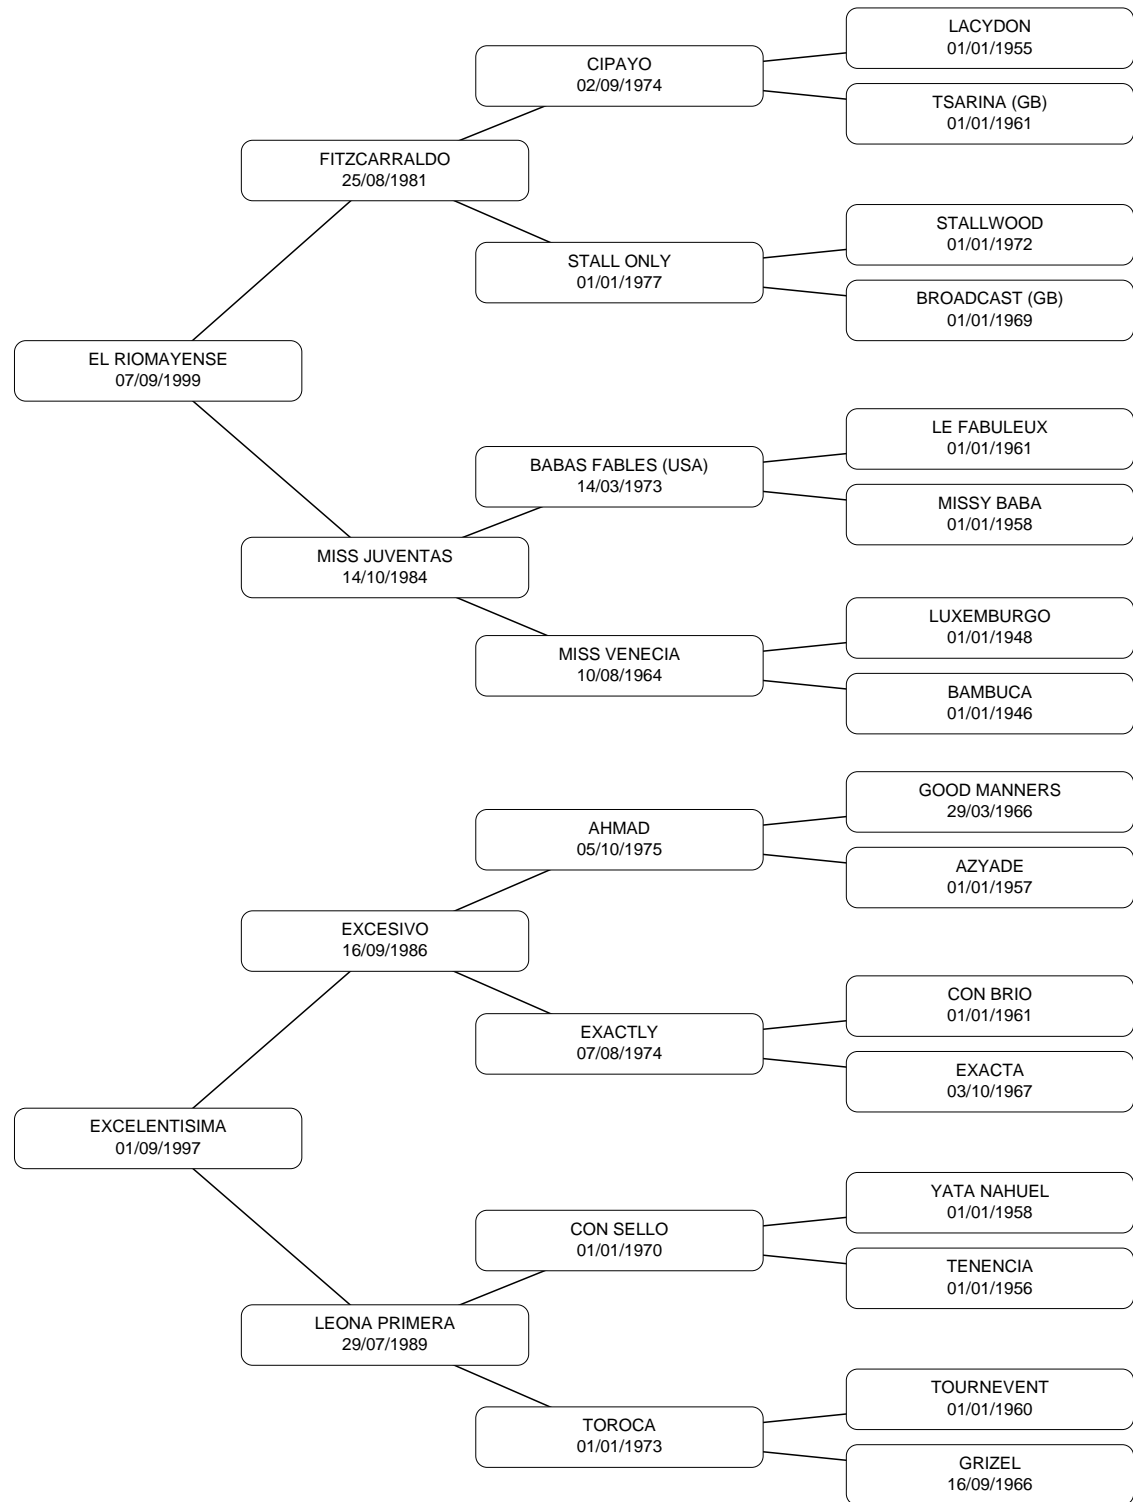 LACYDON
01/01/1955
CIPAYO
02/09/1974
TSARINA (GB)
01/01/1961
FITZCARRALDO
25/08/1981
STALLWOOD
01/01/1972
STALL ONLY
01/01/1977
BROADCAST (GB)
01/01/1969
EL RIOMAYENSE
07/09/1999
LE FABULEUX
01/01/1961
BABAS FABLES (USA)
14/03/1973
MISSY BABA
01/01/1958
MISS JUVENTAS
14/10/1984
LUXEMBURGO
01/01/1948
MISS VENECIA
10/08/1964
BAMBUCA
01/01/1946
GOOD MANNERS
29/03/1966
AHMAD
05/10/1975
AZYADE
01/01/1957
EXCESIVO
16/09/1986
CON BRIO
01/01/1961
EXACTLY
07/08/1974
EXACTA
03/10/1967
EXCELENTISIMA
01/09/1997
YATA NAHUEL
01/01/1958
CON SELLO
01/01/1970
TENENCIA
01/01/1956
LEONA PRIMERA
29/07/1989
TOURNEVENT
01/01/1960
TOROCA
01/01/1973
GRIZEL
16/09/1966